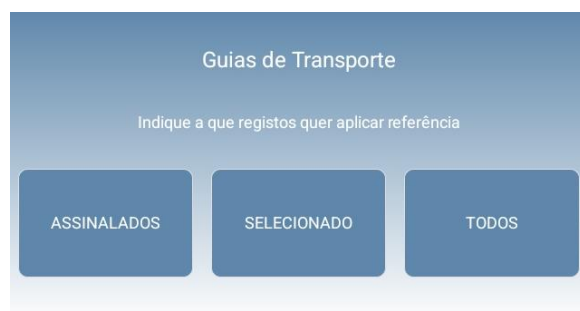 Guias de Transporte
Indique a que registos quer aplicar referência
ASSINALADOS
SELECIONADO
TODOS